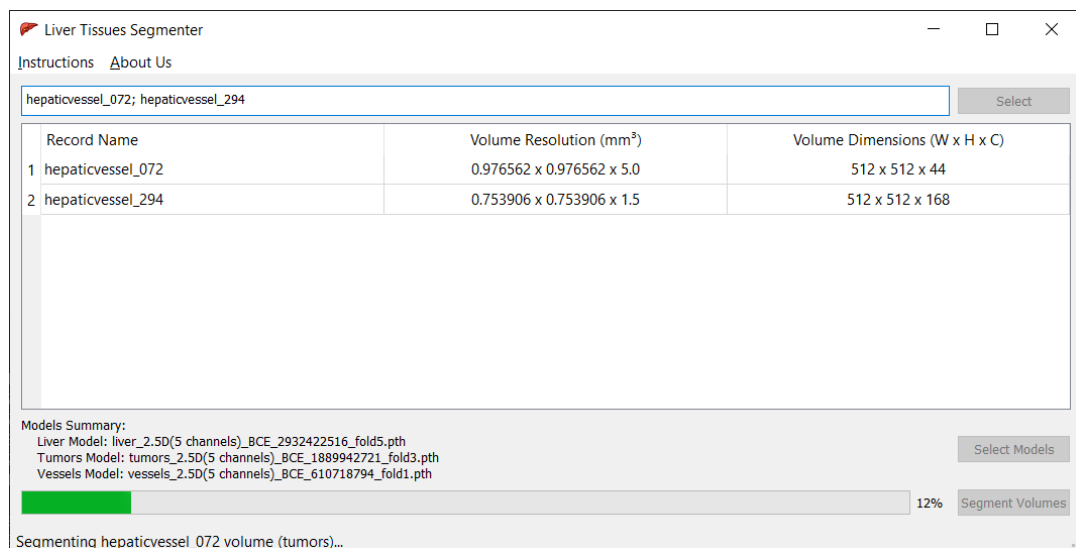 Liver Tissues Segmenter
Instructions About Us
hepaticvessel_072; hepaticvessel_294 Select
Record Name Volume Resolution (mm³) Volume Dimensions (W x H x C)
1 hepaticvessel_072 0.976562 x 0.976562 x 5.0 512 x 512 x 44
2 hepaticvessel_294 0.753906 x 0.753906 x 1.5 512 x 512 x 168
Models Summary:
Liver Model: liver_2.5D(5 channels)_BCE_2932422516_fold5.pth
Tumors Model: tumors_2.5D(5 channels)_BCE_1889942721_fold3.pth
Vessels Model: vessels_2.5D(5 channels)_BCE_610718794_fold1.pth
Select Models
12% Segment Volumes
Segmenting hepaticvessel_072 volume (tumors)...